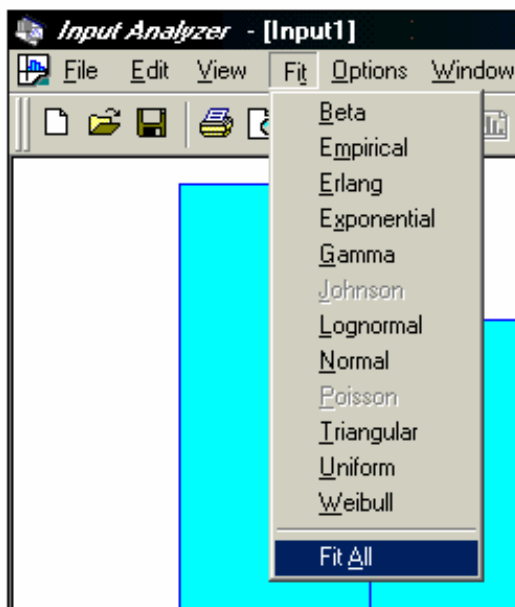 Input Analyzer - [Input1]
File Edit View Fit Options Window
Beta
Empirical
Erlang
Exponential
Gamma
Johnson
Lognormal
Normal
Poisson
Triangular
Uniform
Weibull
Fit All